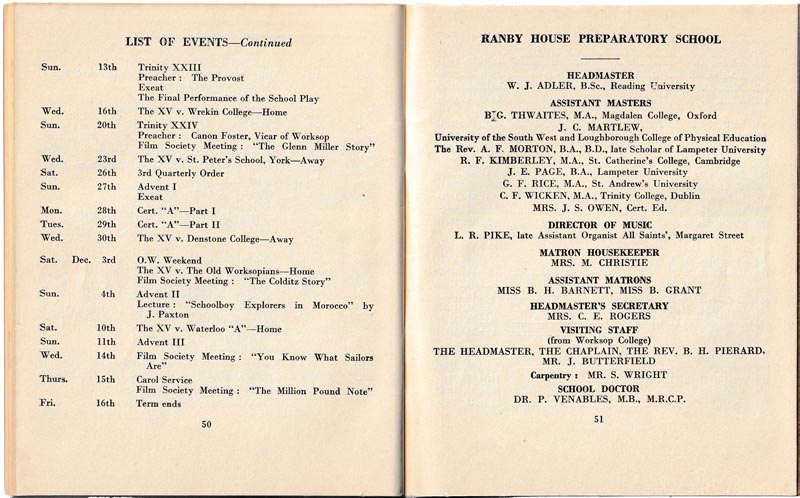 LIST OF EVENTS—Continued
Sun. 13th Trinity XXIII
Preacher: The Provost
Exeat
The Final Performance of the School Play
Wed. 16th The XV v. Wrekin College—Home
Sun. 20th Trinity XXIV
Preacher: Canon Foster, Vicar of Worksop
Film Society Meeting: "The Glenn Miller Story"
Wed. 23rd The XV v. St. Peter's School, York—Away
Sat. 26th 3rd Quarterly Order
Sun. 27th Advent I
Exeat
Mon. 28th Cert. "A"—Part I
Tues. 29th Cert. "A"—Part II
Wed. 30th The XV v. Denstone College—Away
Sat. Dec. 3rd O.W. Weekend
The XV v. The Old Worksopians—Home
Film Society Meeting: "The Colditz Story"
Sun. 4th Advent II
Lecture: "Schoolboy Explorers in Morocco" by
J. Paxton
Sat. 10th The XV v. Waterloo "A"—Home
Sun. 11th Advent III
Wed. 14th Film Society Meeting: "You Know What Sailors
Are"
Thurs. 15th Carol Service
Film Society Meeting: "The Million Pound Note"
Fri. 16th Term ends
50
RANBY HOUSE PREPARATORY SCHOOL
HEADMASTER
W. J. ADLER, B.Sc., Reading University
ASSISTANT MASTERS
B. G. THWAITES, M.A., Magdalen College, Oxford
J. C. MARTLEW,
University of the South West and Loughborough College of Physical Education
The Rev. A. F. MORTON, B.A., B.D., late Scholar of Lampeter University
R. F. KIMBERLEY, M.A., St. Catherine's College, Cambridge
J. E. PAGE, B.A., Lampeter University
G. F. RICE, M.A., St. Andrew's University
C. F. WICKEN, M.A., Trinity College, Dublin
MRS. J. S. OWEN, Cert. Ed.
DIRECTOR OF MUSIC
L. R. PIKE, late Assistant Organist All Saints', Margaret Street
MATRON HOUSEKEEPER
MRS. M. CHRISTIE
ASSISTANT MATRONS
MISS B. H. BARNETT, MISS B. GRANT
HEADMASTER'S SECRETARY
MRS. C. E. ROGERS
VISITING STAFF
(from Worksop College)
THE HEADMASTER, THE CHAPLAIN, THE REV. B. H. PIERARD,
MR. J. BUTTERFIELD
Carpentry: MR. S. WRIGHT
SCHOOL DOCTOR
DR. P. VENABLES, M.B., M.R.C.P.
51